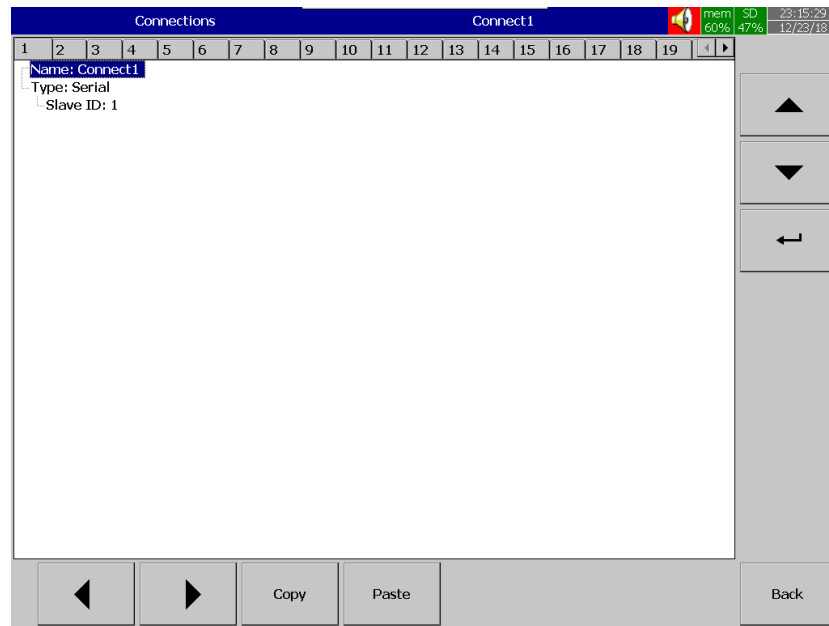 Connections Connect1 mem 60% SD 47% 23:15:29 12/23/18
1 2 3 4 5 6 7 8 9 10 11 12 13 14 15 16 17 18 19
Name: Connect1
Type: Serial
Slave ID: 1
Copy Paste Back